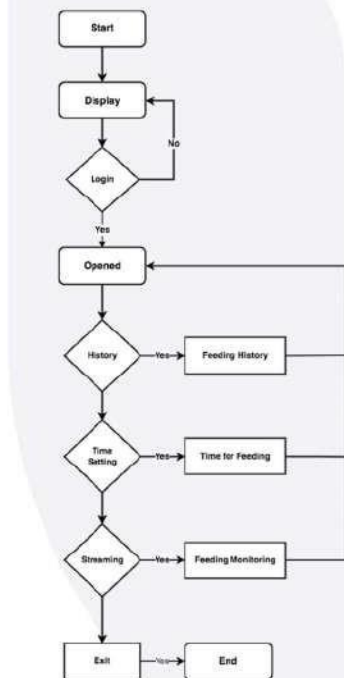 Start
Display
No
Login
Yes
Opened
History
Yes
Feeding History
Time
Setting
Yes
Time for Feeding
Streaming
Yes
Feeding Monitoring
Exit
Yes
End